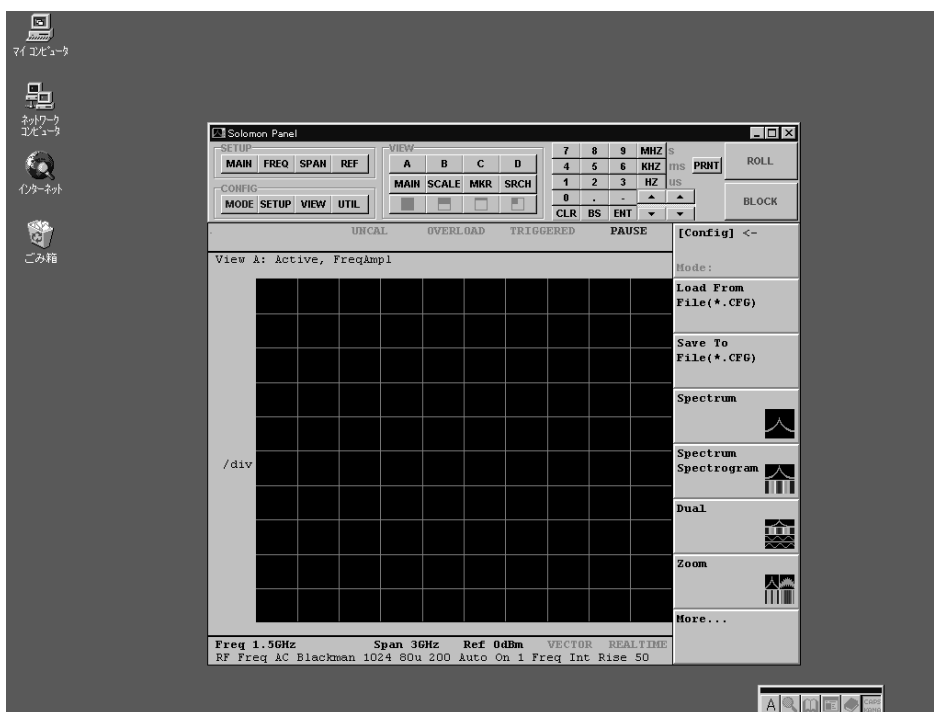 マイ コンピュータ
ネットワーク
コンピュータ
インターネット
ごみ箱
Solomon Panel
SETUP
MAIN FREQ SPAN REF
CONFIG
MODE SETUP VIEW UTIL
VIEW
A B C D
MAIN SCALE MKR SRCH
7 8 9 MHZ s
4 5 6 KHZ ms PRNT
1 2 3 HZ us
0 . -
CLR BS ENT
ROLL
BLOCK
UNCAL OVERLOAD TRIGGERED PAUSE
View A: Active, FreqAmpl
/div
Freq 1.5GHz Span 3GHz Ref 0dBm VECTOR REALTIME
RF Freq AC Blackman 1024 80u 200 Auto On 1 Freq Int Rise 50
[Config] <-
Mode:
Load From
File(*.CFG)
Save To
File(*.CFG)
Spectrum
Spectrum
Spectrogram
Dual
Zoom
More...
A
CAPS